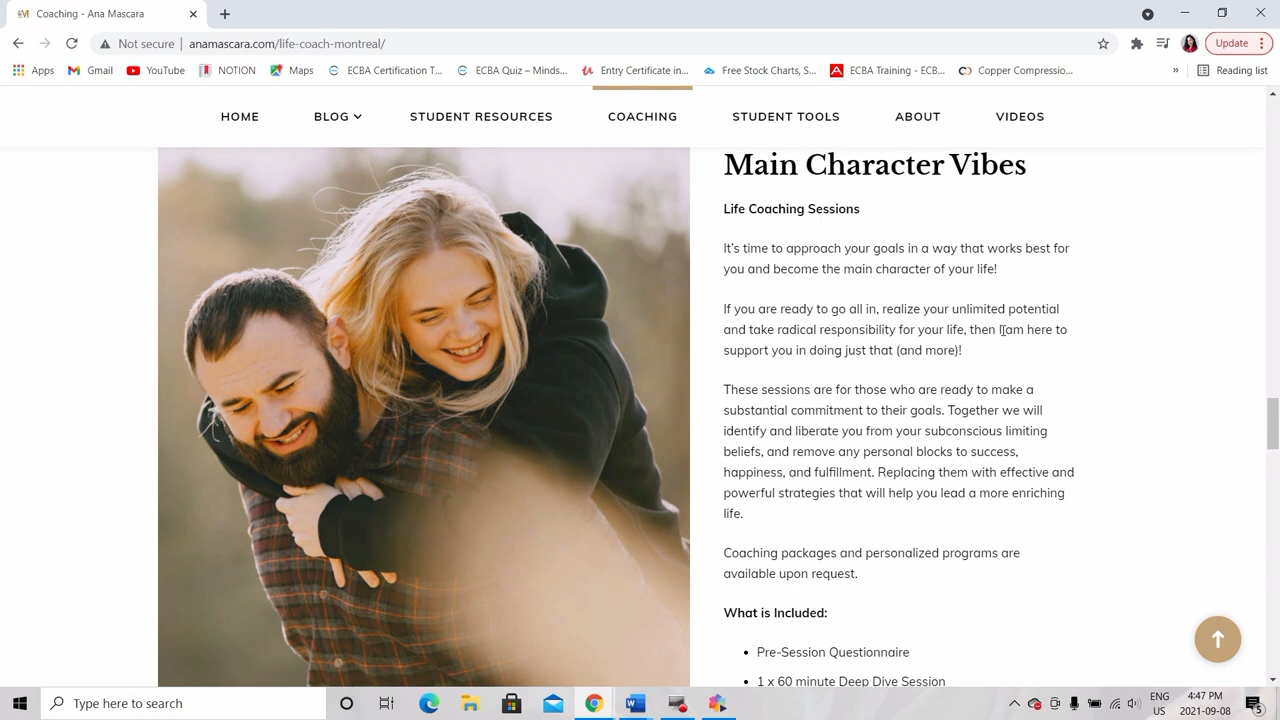 Coaching - Ana Mascara
Not secure | anamascara.com/life-coach-montreal/
Update
Apps Gmail YouTube NOTION Maps ECBA Certification T... ECBA Quiz – Minds... Entry Certificate in... Free Stock Charts, S... ECBA Training - ECB... Copper Compressio... » Reading list
HOME BLOG STUDENT RESOURCES COACHING STUDENT TOOLS ABOUT VIDEOS
Main Character Vibes
Life Coaching Sessions
It's time to approach your goals in a way that works best for
you and become the main character of your life!
If you are ready to go all in, realize your unlimited potential
and take radical responsibility for your life, then I am here to
support you in doing just that (and more)!
These sessions are for those who are ready to make a
substantial commitment to their goals. Together we will
identify and liberate you from your subconscious limiting
beliefs, and remove any personal blocks to success,
happiness, and fulfillment. Replacing them with effective and
powerful strategies that will help you lead a more enriching
life.
Coaching packages and personalized programs are
available upon request.
What is Included:
• Pre-Session Questionnaire
• 1 x 60 minute Deep Dive Session
Type here to search
ENG
US
4:47 PM
2021-09-08
5